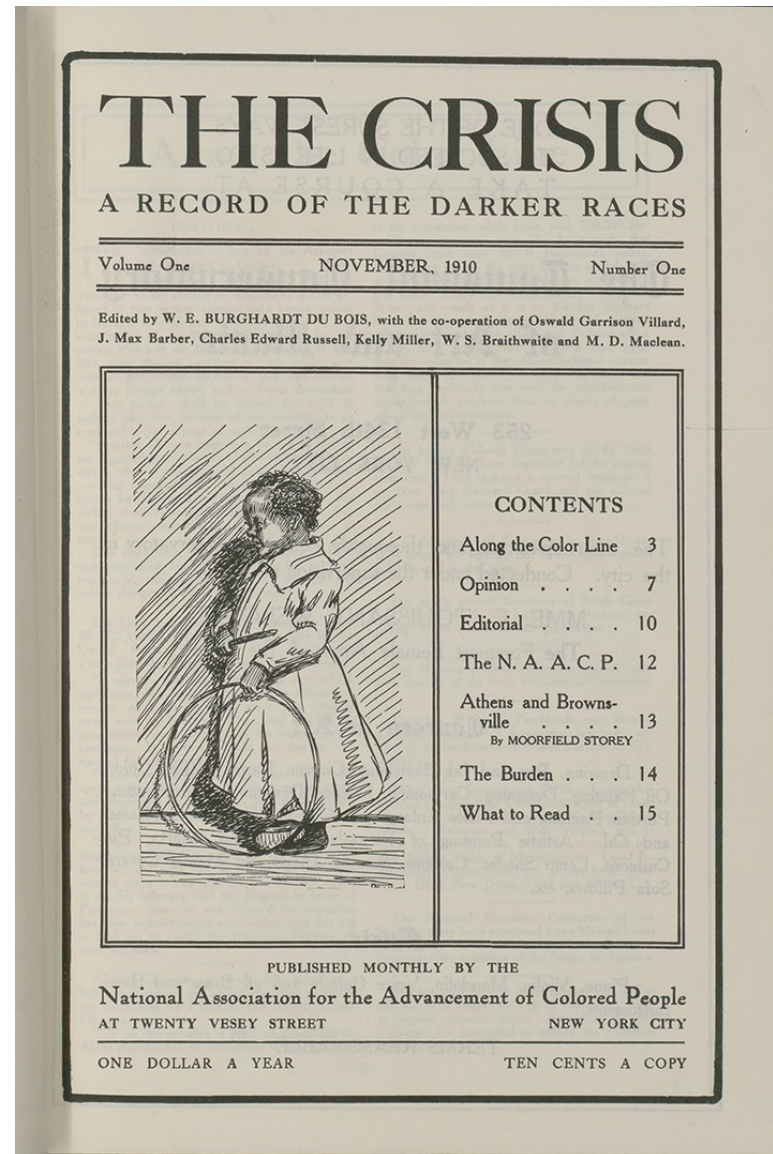 THE CRISIS
A RECORD OF THE DARKER RACES
Volume One NOVEMBER, 1910 Number One
Edited by W. E. BURGHARDT DU BOIS, with the co-operation of Oswald Garrison Villard,
J. Max Barber, Charles Edward Russell, Kelly Miller, W. S. Braithwaite and M. D. Maclean.
CONTENTS
Along the Color Line 3
Opinion . . . . 7
Editorial . . . . 10
The N. A. A. C. P. 12
Athens and Browns-
ville . . . . 13
By MOORFIELD STOREY
The Burden . . . 14
What to Read . . 15
PUBLISHED MONTHLY BY THE
National Association for the Advancement of Colored People
AT TWENTY VESEY STREET NEW YORK CITY
ONE DOLLAR A YEAR TEN CENTS A COPY